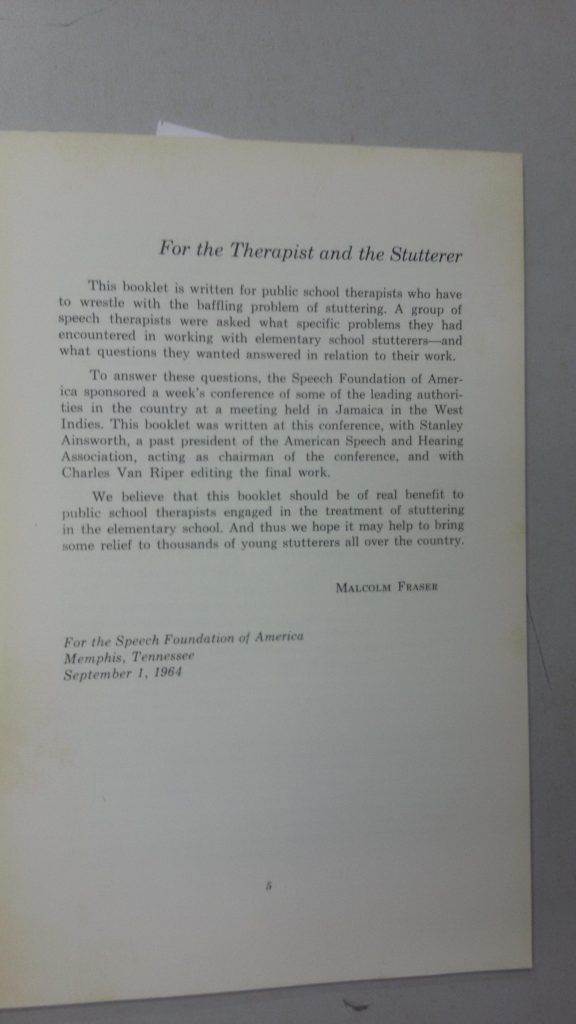 For the Therapist and the Stutterer
This booklet is written for public school therapists who have
to wrestle with the baffling problem of stuttering. A group of
speech therapists were asked what specific problems they had
encountered in working with elementary school stutterers—and
what questions they wanted answered in relation to their work.
To answer these questions, the Speech Foundation of Amer-
ica sponsored a week's conference of some of the leading authori-
ties in the country at a meeting held in Jamaica in the West
Indies. This booklet was written at this conference, with Stanley
Ainsworth, a past president of the American Speech and Hearing
Association, acting as chairman of the conference, and with
Charles Van Riper editing the final work.
We believe that this booklet should be of real benefit to
public school therapists engaged in the treatment of stuttering
in the elementary school. And thus we hope it may help to bring
some relief to thousands of young stutterers all over the country.
MALCOLM FRASER
For the Speech Foundation of America
Memphis, Tennessee
September 1, 1964
5